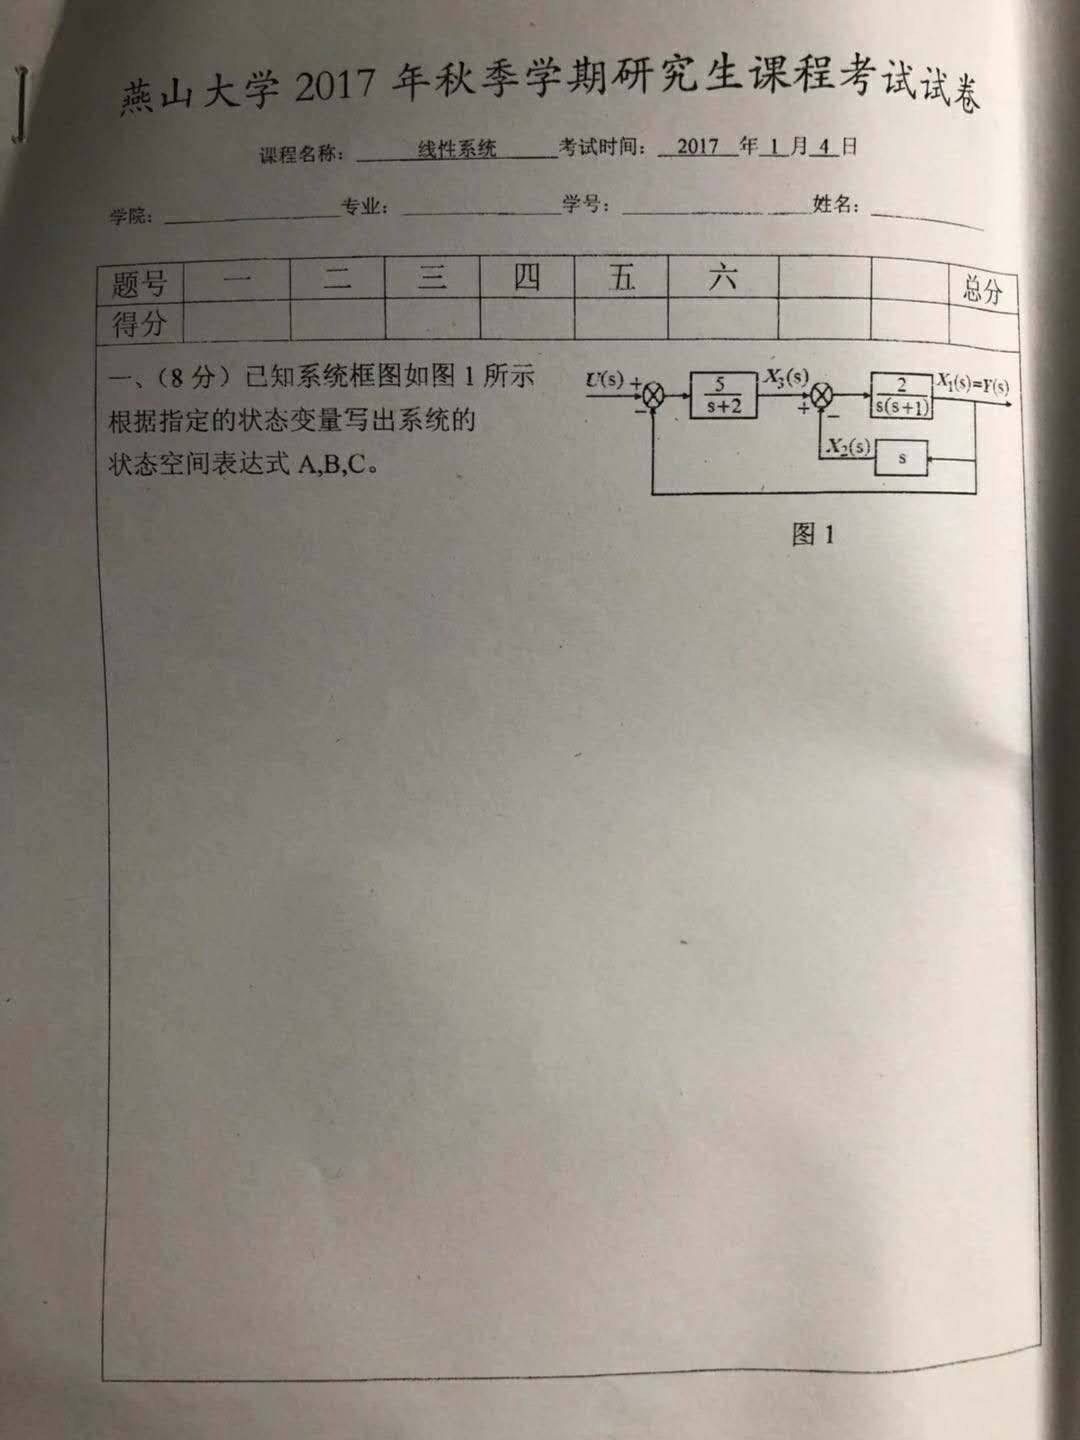 燕山大学 2017 年秋季学期研究生课程考试试卷
课程名称： 线性系统 考试时间： 2017 年 1 月 4 日
学院： 专业： 学号： 姓名：
题号 一 二 三 四 五 六 总分
得分
一、（8 分）已知系统框图如图 1 所示
根据指定的状态变量写出系统的
状态空间表达式 A,B,C。
U(s) + − 5 s+2 X3(s) + − 2 s(s+1) X1(s)=Y(s)
X2(s) s
图 1